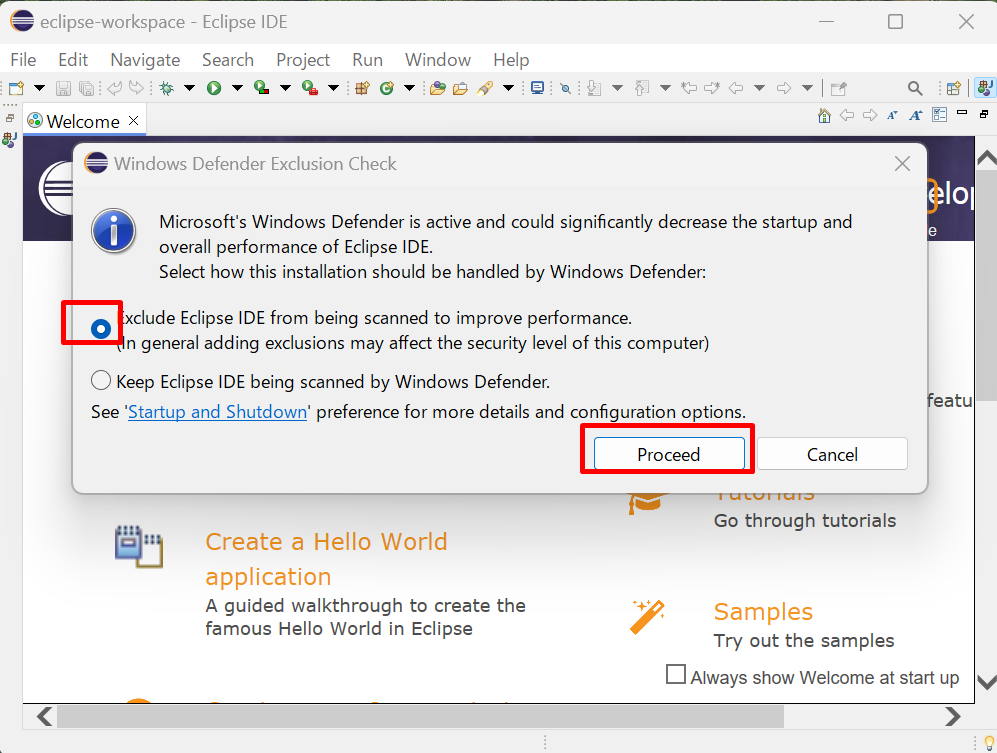 eclipse-workspace - Eclipse IDE
File Edit Navigate Search Project Run Window Help
Welcome
Windows Defender Exclusion Check
Microsoft's Windows Defender is active and could significantly decrease the startup and
overall performance of Eclipse IDE.
Select how this installation should be handled by Windows Defender:
Exclude Eclipse IDE from being scanned to improve performance.
(In general adding exclusions may affect the security level of this computer)
Keep Eclipse IDE being scanned by Windows Defender.
See 'Startup and Shutdown' preference for more details and configuration options.
Proceed Cancel
Tutorials
Go through tutorials
Create a Hello World
application
A guided walkthrough to create the
famous Hello World in Eclipse
Samples
Try out the samples
Always show Welcome at start up